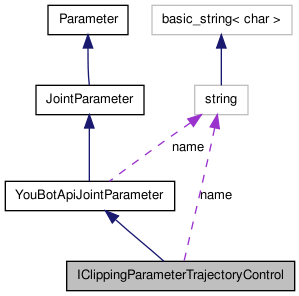 Parameter
basic_string< char >
JointParameter
string
name
YouBotApiJointParameter
name
IClippingParameterTrajectoryControl